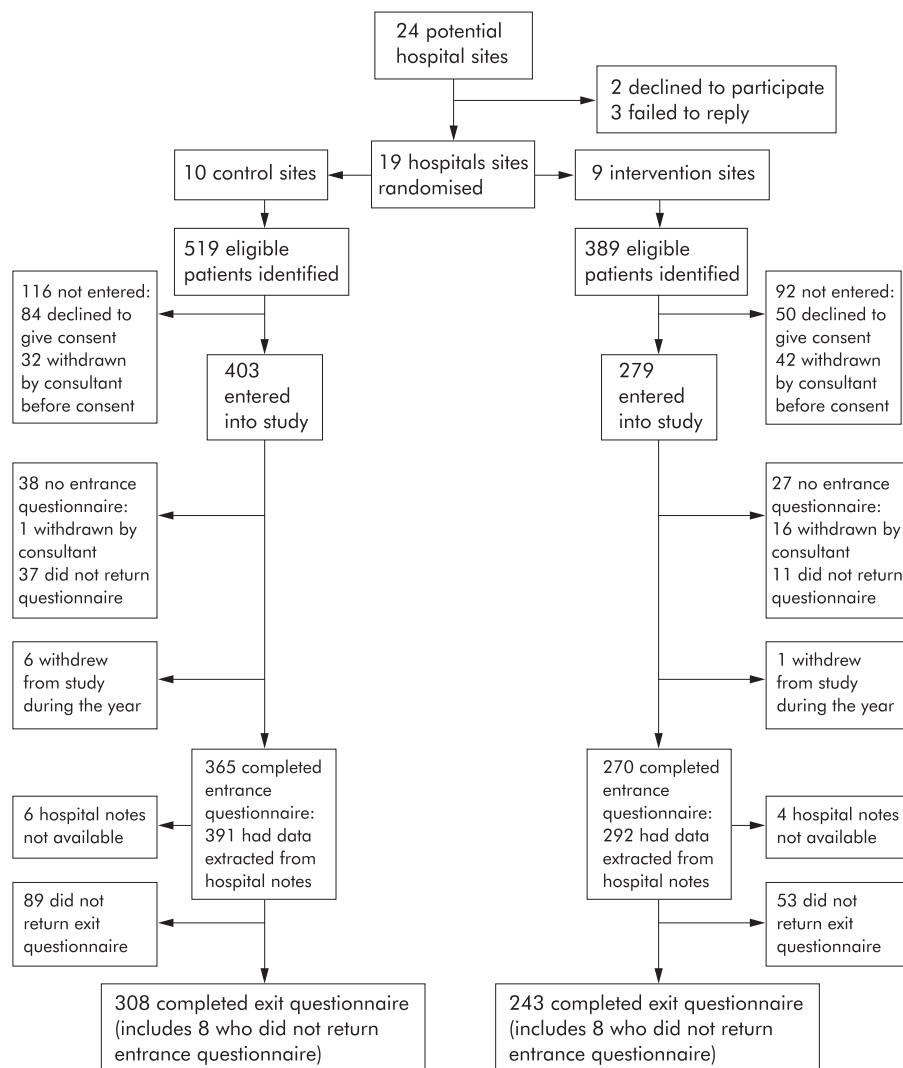 24 potential
hospital sites
2 declined to participate
3 failed to reply
19 hospitals sites
randomised
10 control sites
9 intervention sites
519 eligible
patients identified
389 eligible
patients identified
116 not entered:
84 declined to
give consent
32 withdrawn
by consultant
before consent
92 not entered:
50 declined to
give consent
42 withdrawn
by consultant
before consent
403
entered
into study
279
entered
into study
38 no entrance
questionnaire:
1 withdrawn by
consultant
37 did not return
questionnaire
27 no entrance
questionnaire:
16 withdrawn by
consultant
11 did not return
questionnaire
6 withdrew
from study
during the year
1 withdrew
from study
during the year
365 completed
entrance
questionnaire:
391 had data
extracted from
hospital notes
270 completed
entrance
questionnaire:
292 had data
extracted from
hospital notes
6 hospital notes
not available
4 hospital notes
not available
89 did not
return exit
questionnaire
53 did not
return exit
questionnaire
308 completed exit questionnaire
(includes 8 who did not return
entrance questionnaire)
243 completed exit questionnaire
(includes 8 who did not return
entrance questionnaire)